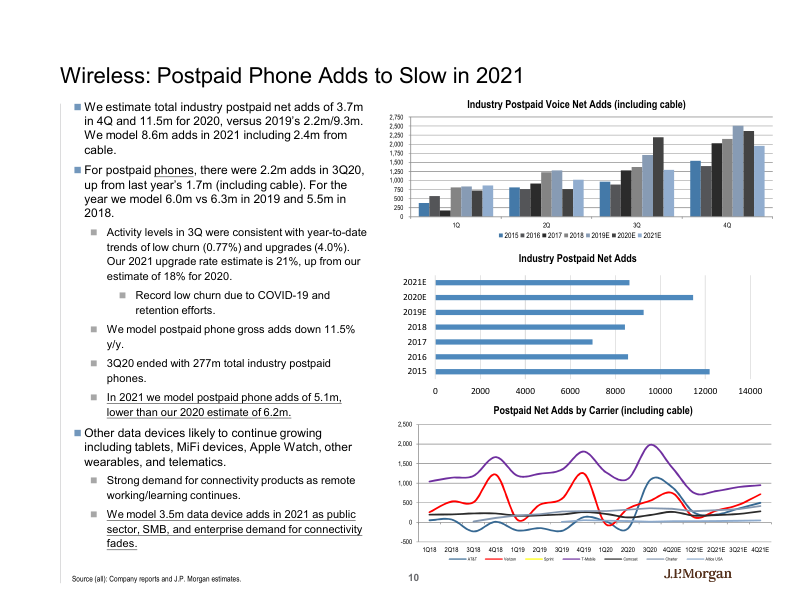 Wireless: Postpaid Phone Adds to Slow in 2021
We estimate total industry postpaid net adds of 3.7m
in 4Q and 11.5m for 2020, versus 2019's 2.2m/9.3m.
We model 8.6m adds in 2021 including 2.4m from
cable.
For postpaid phones, there were 2.2m adds in 3Q20,
up from last year's 1.7m (including cable). For the
year we model 6.0m vs 6.3m in 2019 and 5.5m in
2018.
Activity levels in 3Q were consistent with year-to-date
trends of low churn (0.77%) and upgrades (4.0%).
Our 2021 upgrade rate estimate is 21%, up from our
estimate of 18% for 2020.
Record low churn due to COVID-19 and
retention efforts.
We model postpaid phone gross adds down 11.5%
y/y.
3Q20 ended with 277m total industry postpaid
phones.
In 2021 we model postpaid phone adds of 5.1m,
lower than our 2020 estimate of 6.2m.
Other data devices likely to continue growing
including tablets, MiFi devices, Apple Watch, other
wearables, and telematics.
Strong demand for connectivity products as remote
working/learning continues.
We model 3.5m data device adds in 2021 as public
sector, SMB, and enterprise demand for connectivity
fades.
Industry Postpaid Voice Net Adds (including cable)
2,750
2,500
2,250
2,000
1,750
1,500
1,250
1,000
750
500
250
0
1Q 2Q 3Q 4Q
2015 2016 2017 2018 2019E 2020E 2021E
Industry Postpaid Net Adds
2021E
2020E
2019E
2018
2017
2016
2015
0 2000 4000 6000 8000 10000 12000 14000
Postpaid Net Adds by Carrier (including cable)
2,500
2,000
1,500
1,000
500
0
-500
1Q18 2Q18 3Q18 4Q18 1Q19 2Q19 3Q19 4Q19 1Q20 2Q20 3Q20 4Q20E 1Q21E 2Q21E 3Q21E 4Q21E
AT&T Verizon Sprint T-Mobile Comcast Charter Altice USA
Source (all): Company reports and J.P. Morgan estimates.
10
J.P.Morgan